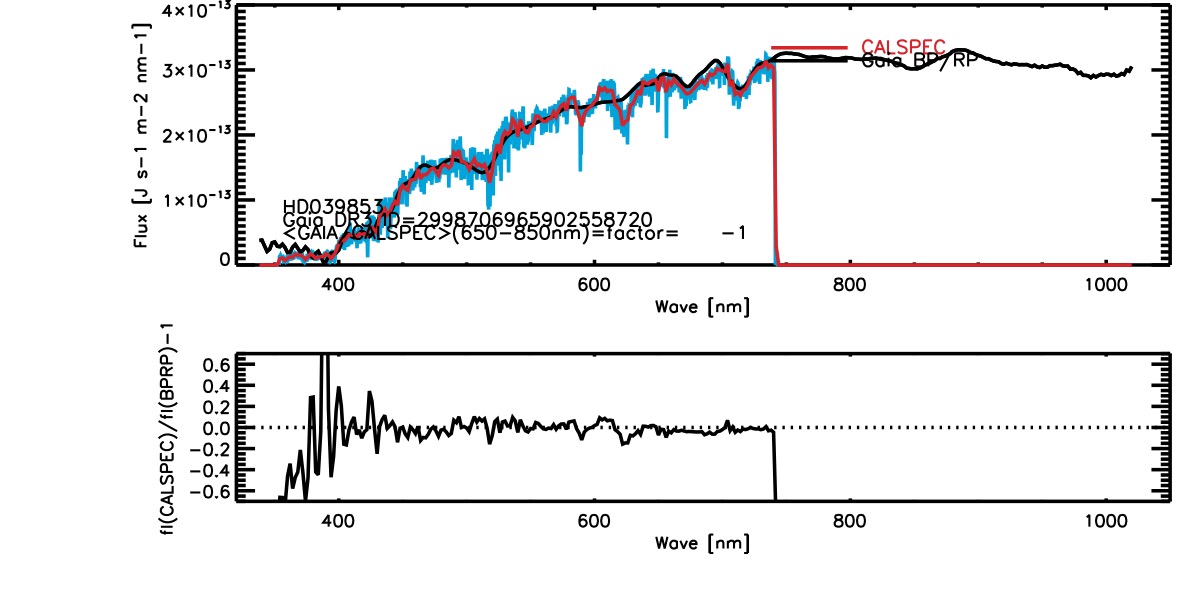 4×10−13
3×10−13
2×10−13
1×10−13
0
Flux [J s−1 m−2 nm−1]
CALSPEC
Gaia BP/RP
HD039853
Gaia DR3 ID=2998706965902558720
<GAIA/CALSPEC>(650−850nm)=factor= −1
400 600 800 1000
Wave [nm]
fl(CALSPEC)/fl(BPRP)−1
0.6
0.4
0.2
0.0
−0.2
−0.4
−0.6
400 600 800 1000
Wave [nm]